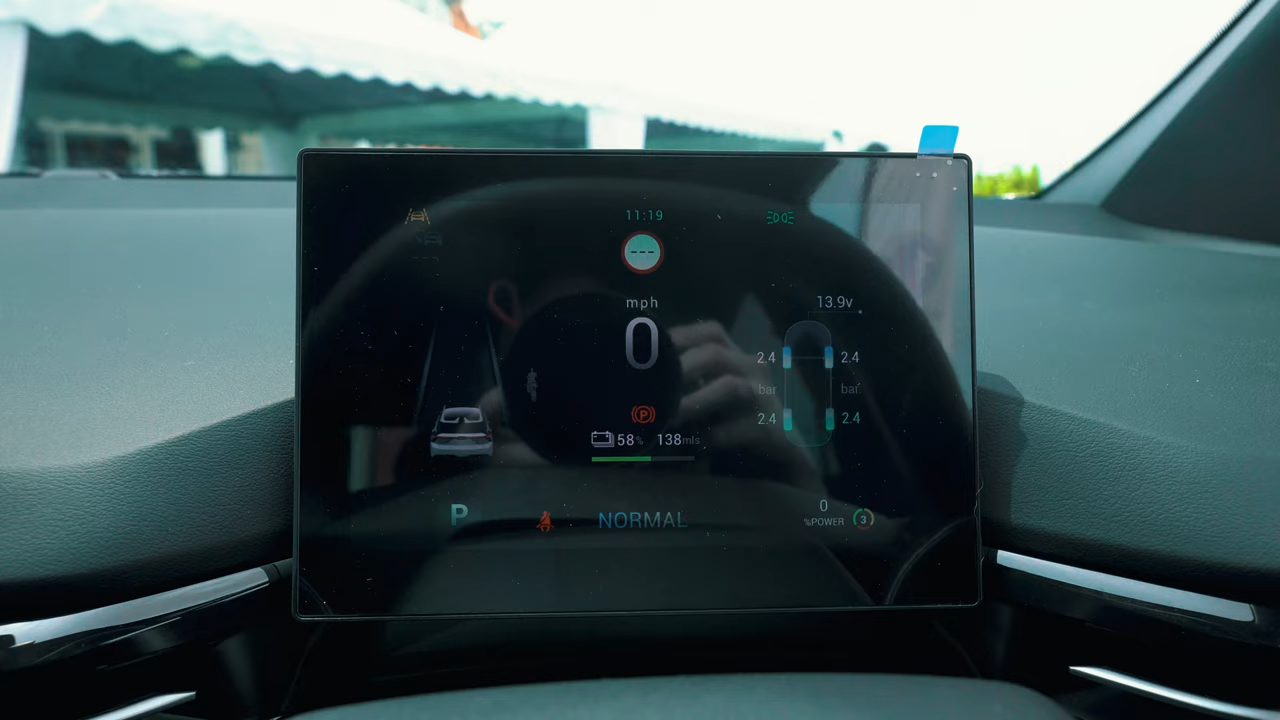 11:19
---
mph
0
13.9v
2.4 2.4
bar bar
2.4 2.4
P
58% 138mls
P NORMAL
0
%POWER 3